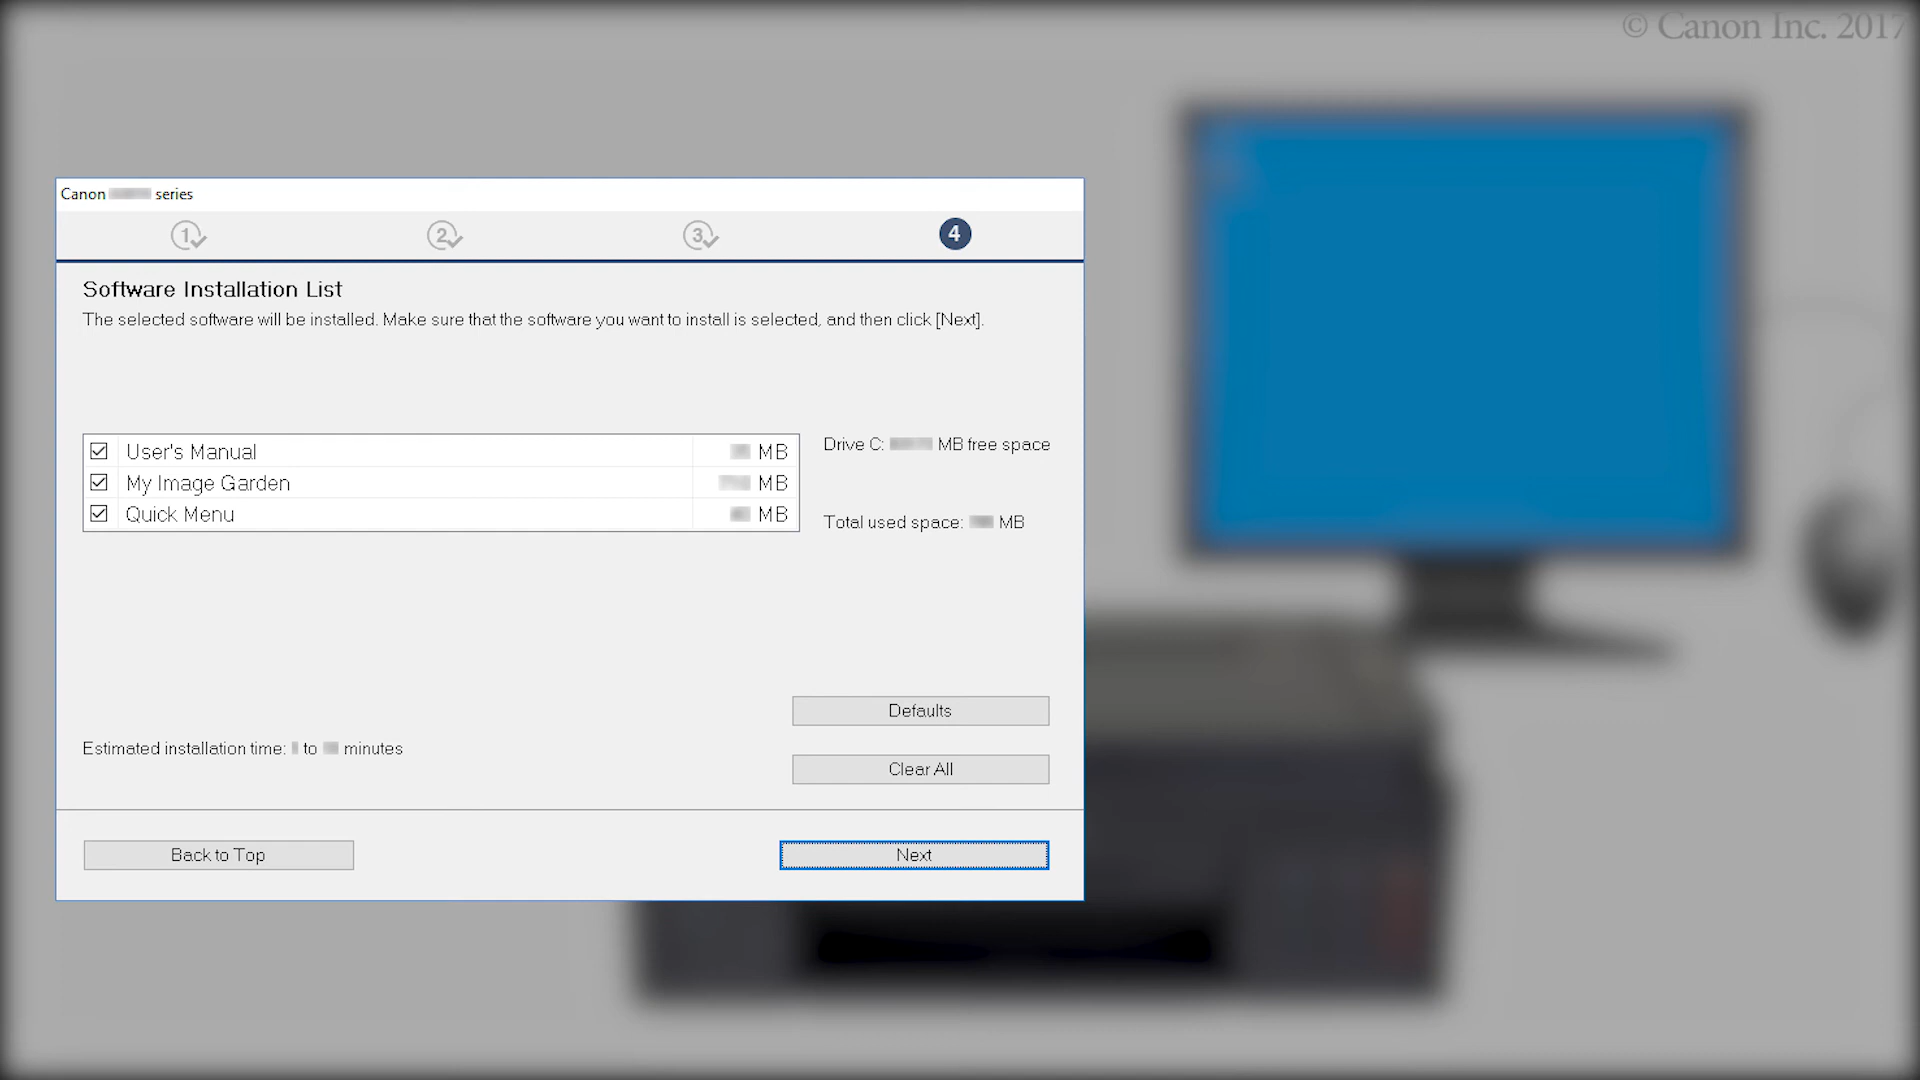 © Canon Inc. 2017
Canon series
1
2
3
4
Software Installation List
The selected software will be installed. Make sure that the software you want to install is selected, and then click [Next].
User's Manual MB
My Image Garden MB
Quick Menu MB
Drive C: MB free space
Total used space: MB
Defaults
Estimated installation time: to minutes
Clear All
Back to Top
Next